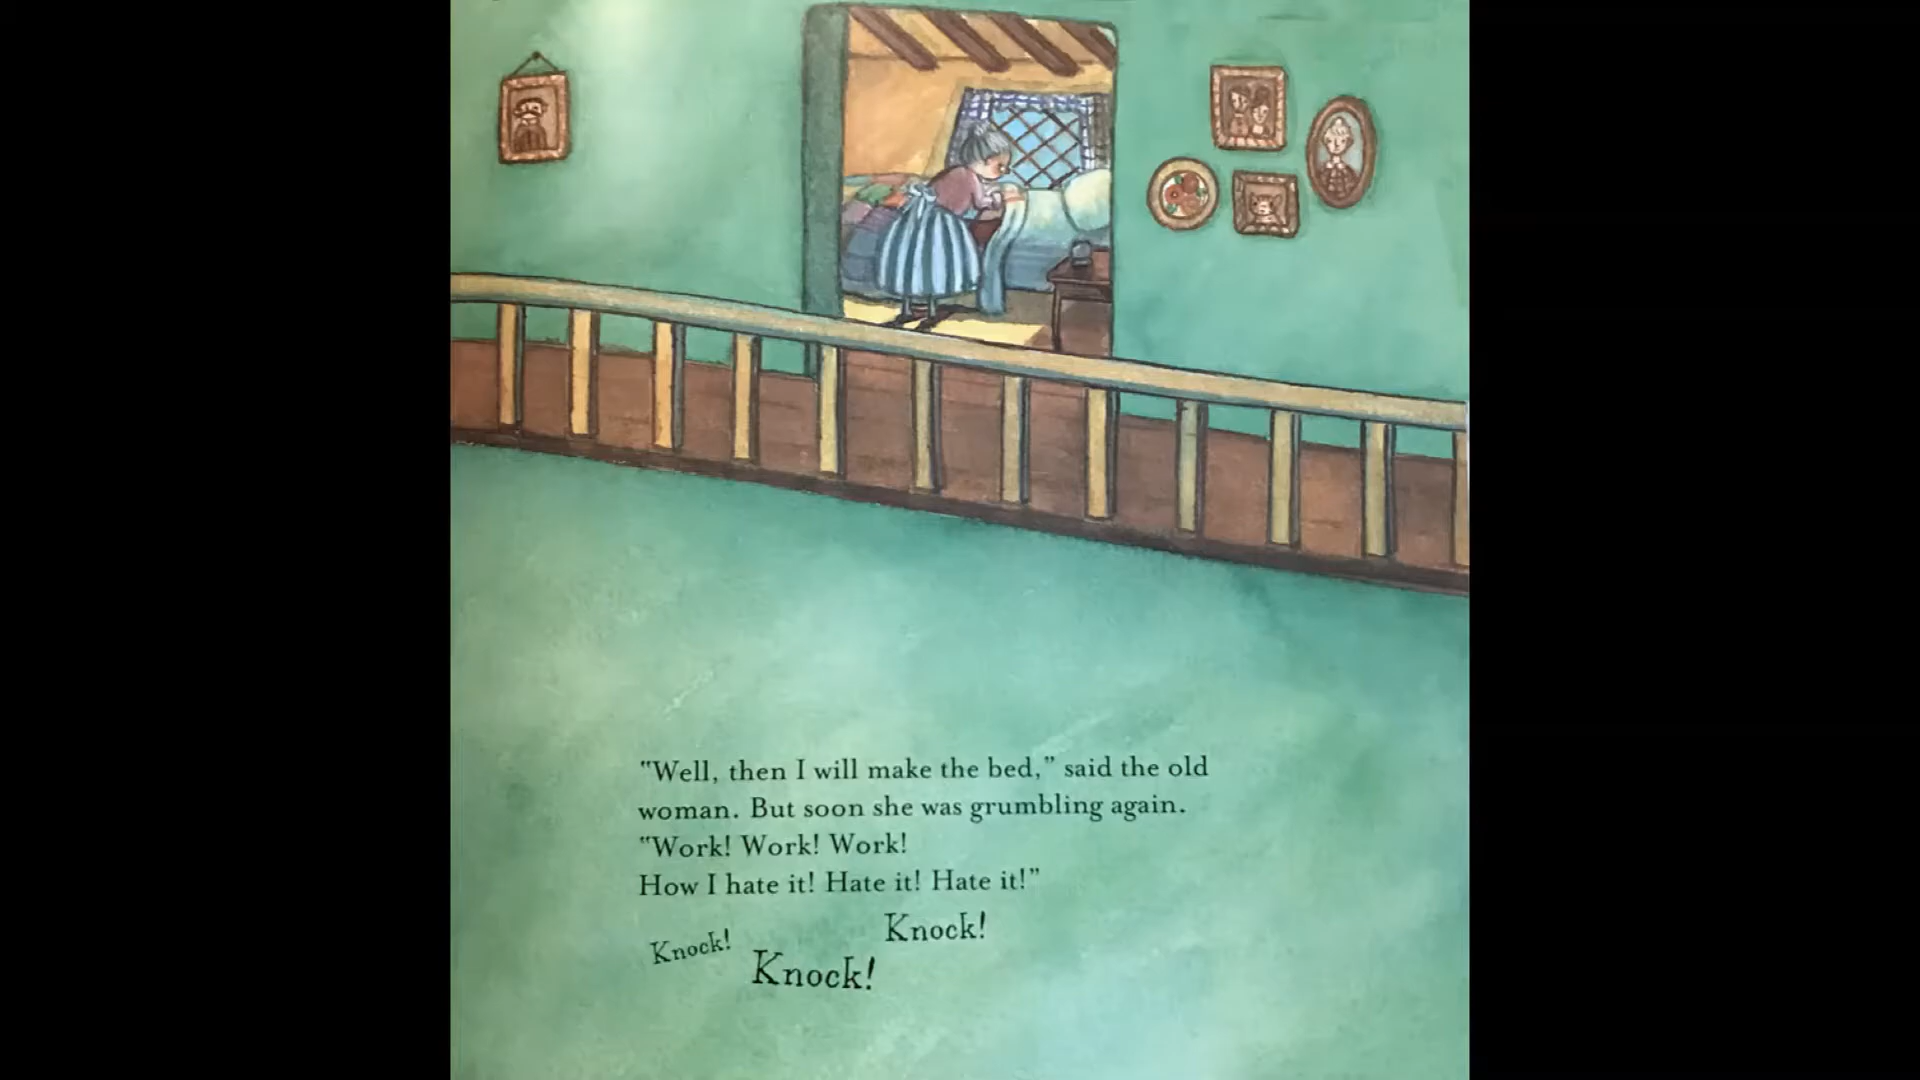 "Well, then I will make the bed," said the old
woman. But soon she was grumbling again.
"Work! Work! Work!
How I hate it! Hate it! Hate it!"
Knock!
Knock!
Knock!